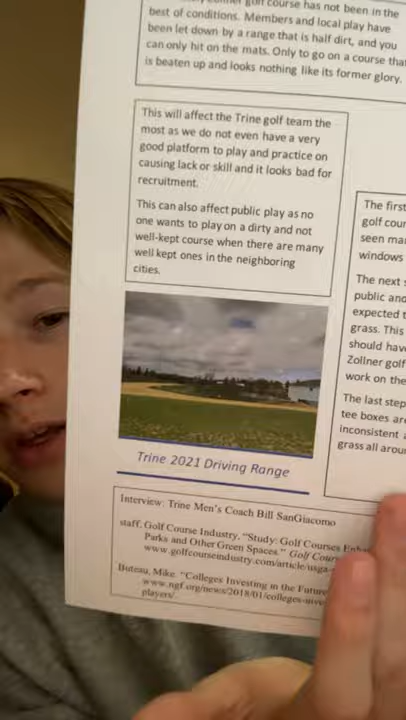 golf course has not been in the
best of conditions. Members and local play have
been let down by a range that is half dirt, and you
can only hit on the mats. Only to go on a course that
is beaten up and looks nothing like its former glory.
This will affect the Trine golf team the
most as we do not even have a very
good platform to play and practice on
causing lack or skill and it looks bad for
recruitment.
This can also affect public play as no
one wants to play on a dirty and not
well-kept course when there are many
well kept ones in the neighboring
cities.
Trine 2021 Driving Range
Interview: Trine Men's Coach Bill SanGiacomo
staff. Golf Course Industry, "Study: Golf Courses
Parks and Other Green Spaces." Golf
www.golfcourseindustry.com/article/usga-
Buteau, Mike. "Colleges Investing in the Future
www.ngf.org/news/2018/01/colleges-inve
players/
The first
golf cour
seen ma
windows
The next s
public and
expected t
grass. This
should hav
Zollner golf
work on the
The last step
tee boxes are
inconsistent
grass all aroun